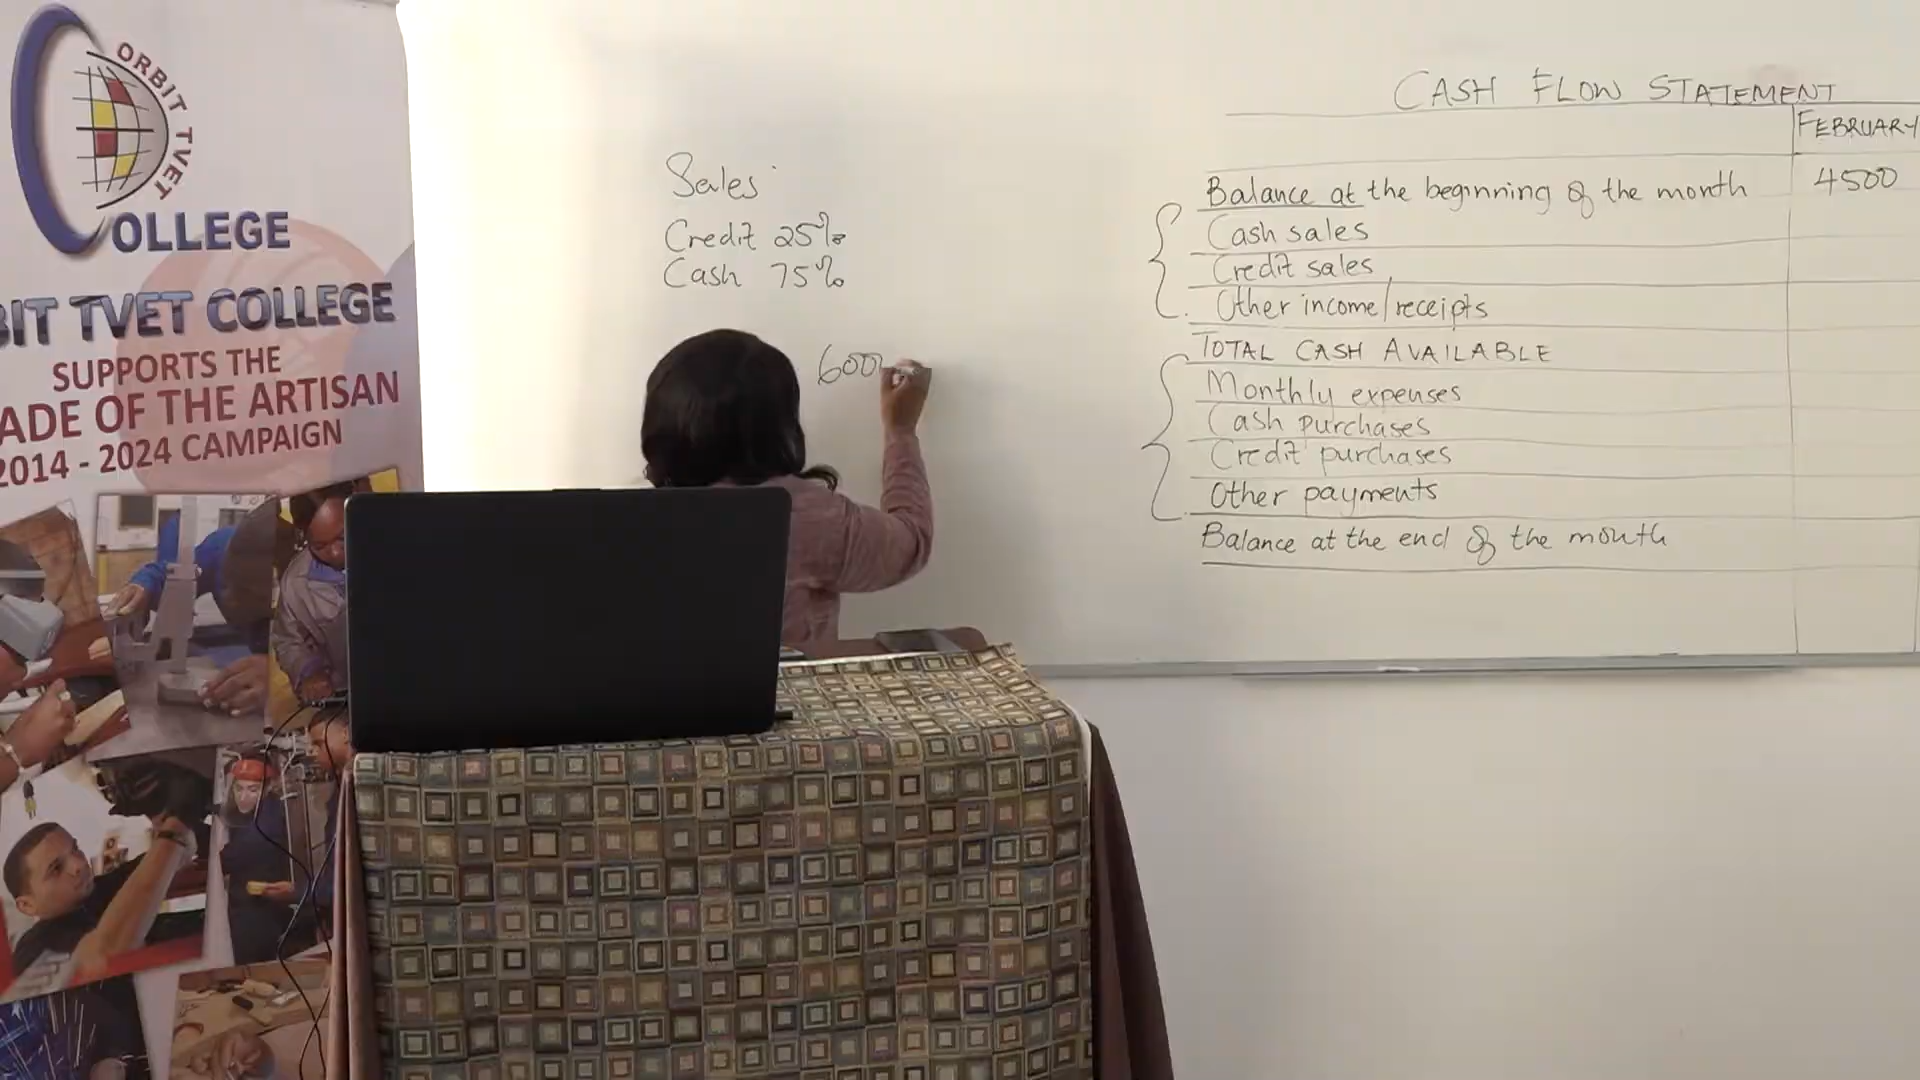 ORBIT TVET
COLLEGE
BIT TVET COLLEGE
SUPPORTS THE
ADE OF THE ARTISAN
2014 - 2024 CAMPAIGN
Sales
Credit 25%
Cash 75%
600
CASH FLOW STATEMENT
FEBRUARY
Balance at the beginning of the month 4500
Cash sales
Credit sales
Other income/receipts
TOTAL CASH AVAILABLE
Monthly expenses
Cash purchases
Credit purchases
Other payments
Balance at the end of the month